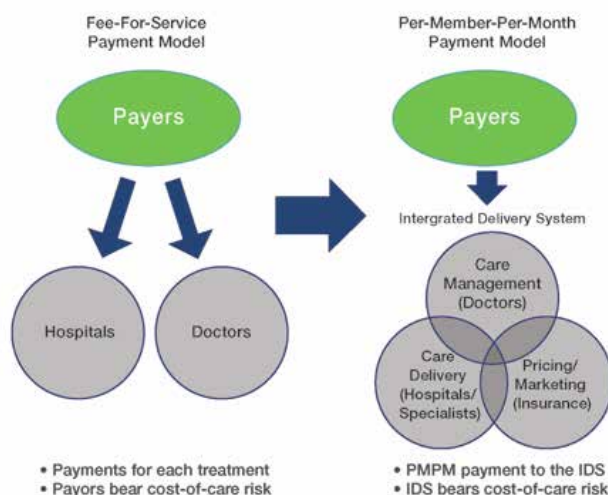 Fee-For-Service
Payment Model
Payers
Hospitals
Doctors
• Payments for each treatment
• Payors bear cost-of-care risk
Per-Member-Per-Month
Payment Model
Payers
Intergrated Delivery System
Care
Management
(Doctors)
Care
Delivery
(Hospitals/
Specialists)
Pricing/
Marketing
(Insurance)
• PMPM payment to the IDS
• IDS bears cost-of-care risk